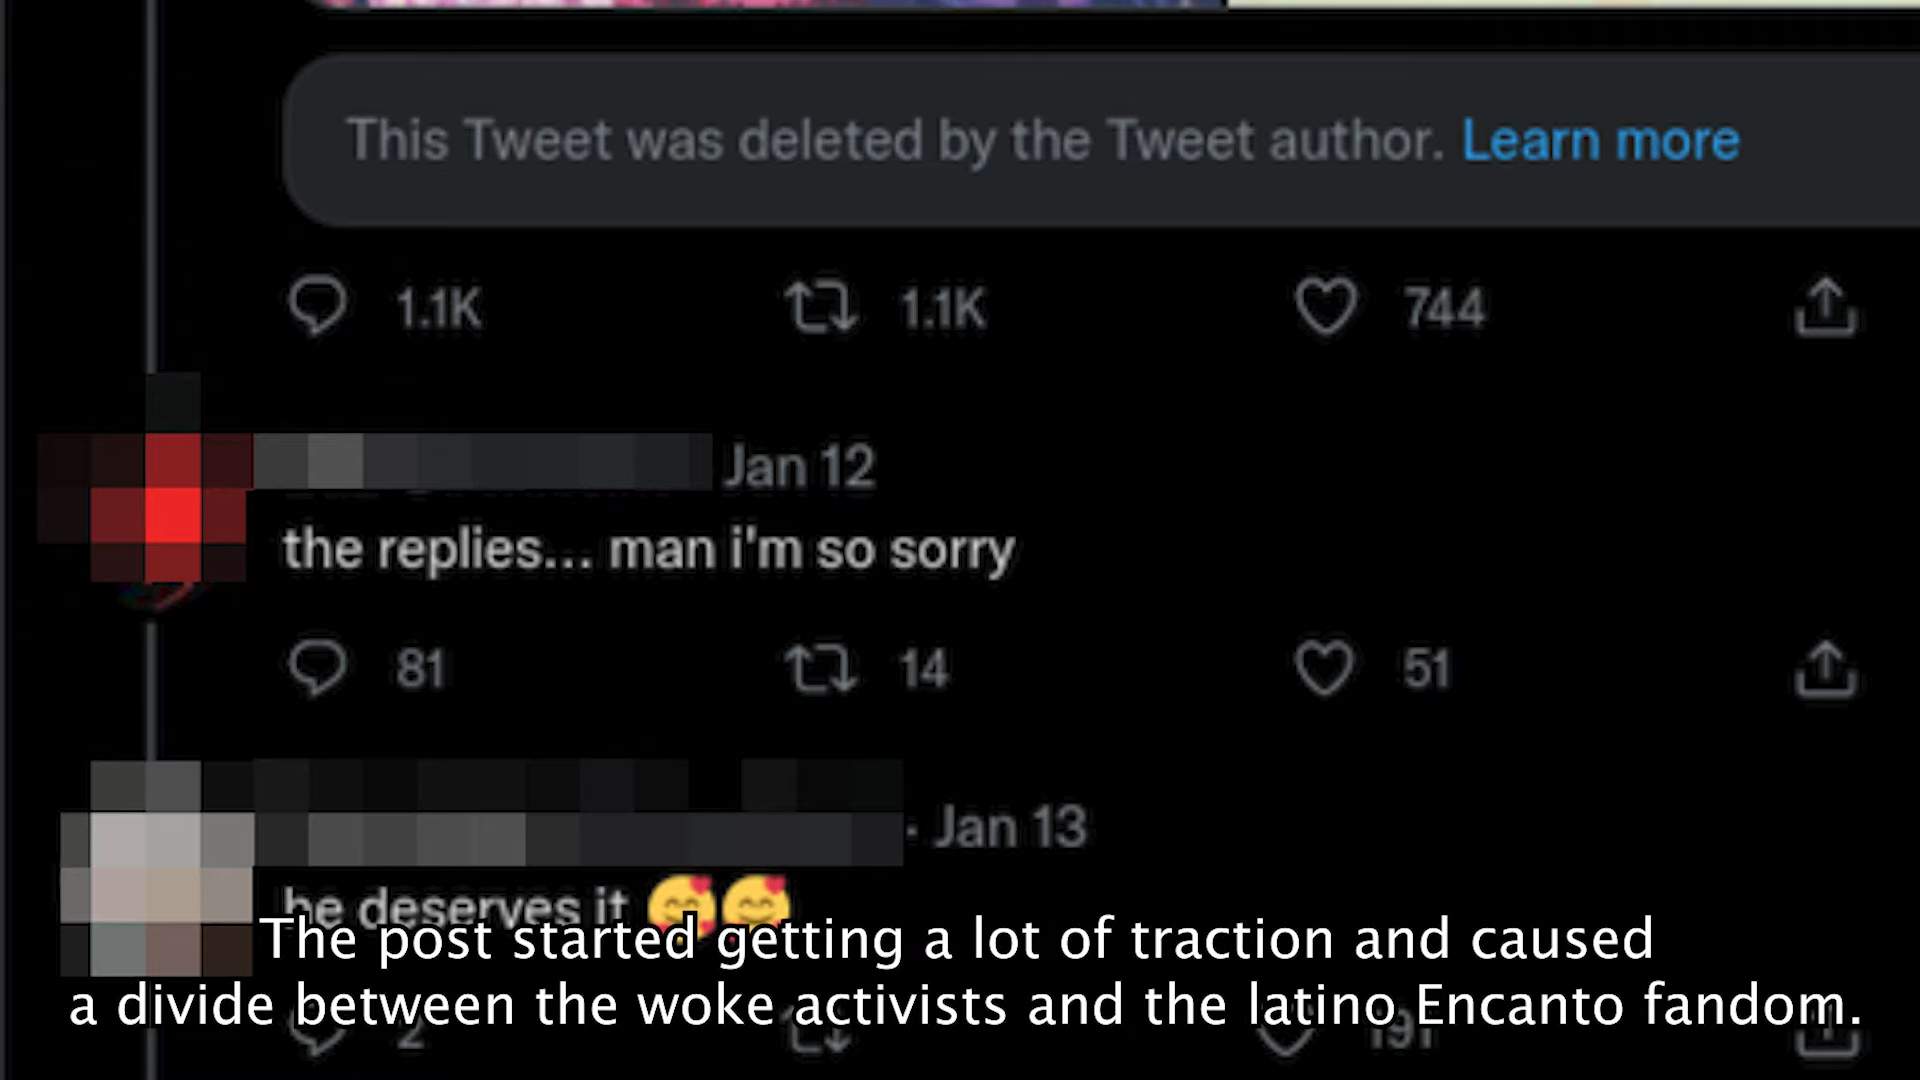 This Tweet was deleted by the Tweet author. Learn more
1.1K 1.1K 744
Jan 12
the replies... man i'm so sorry
81 14 51
· Jan 13
he deserves it 🥰🥰
The post started getting a lot of traction and caused
a divide between the woke activists and the latino Encanto fandom.
2 191